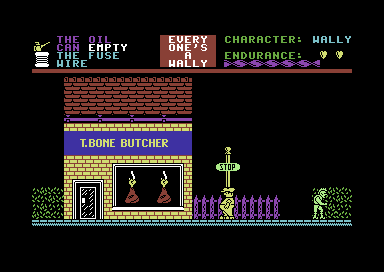 THE OIL
CAN EMPTY
THE FUSE
WIRE
EVERY
ONE'S
A
WALLY
CHARACTER: WALLY
ENDURANCE:
T.BONE BUTCHER
STOP